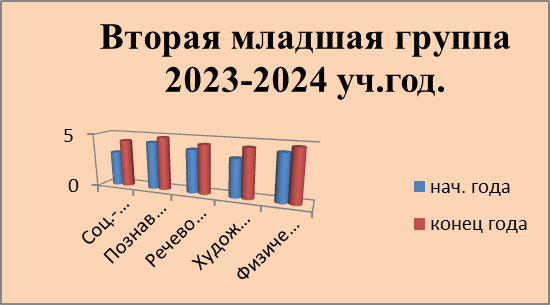 Вторая младшая группа
2023-2024 уч.год.
5
0
Соц.-...
Познав...
Речево...
Худож...
Физиче...
нач. года
конец года